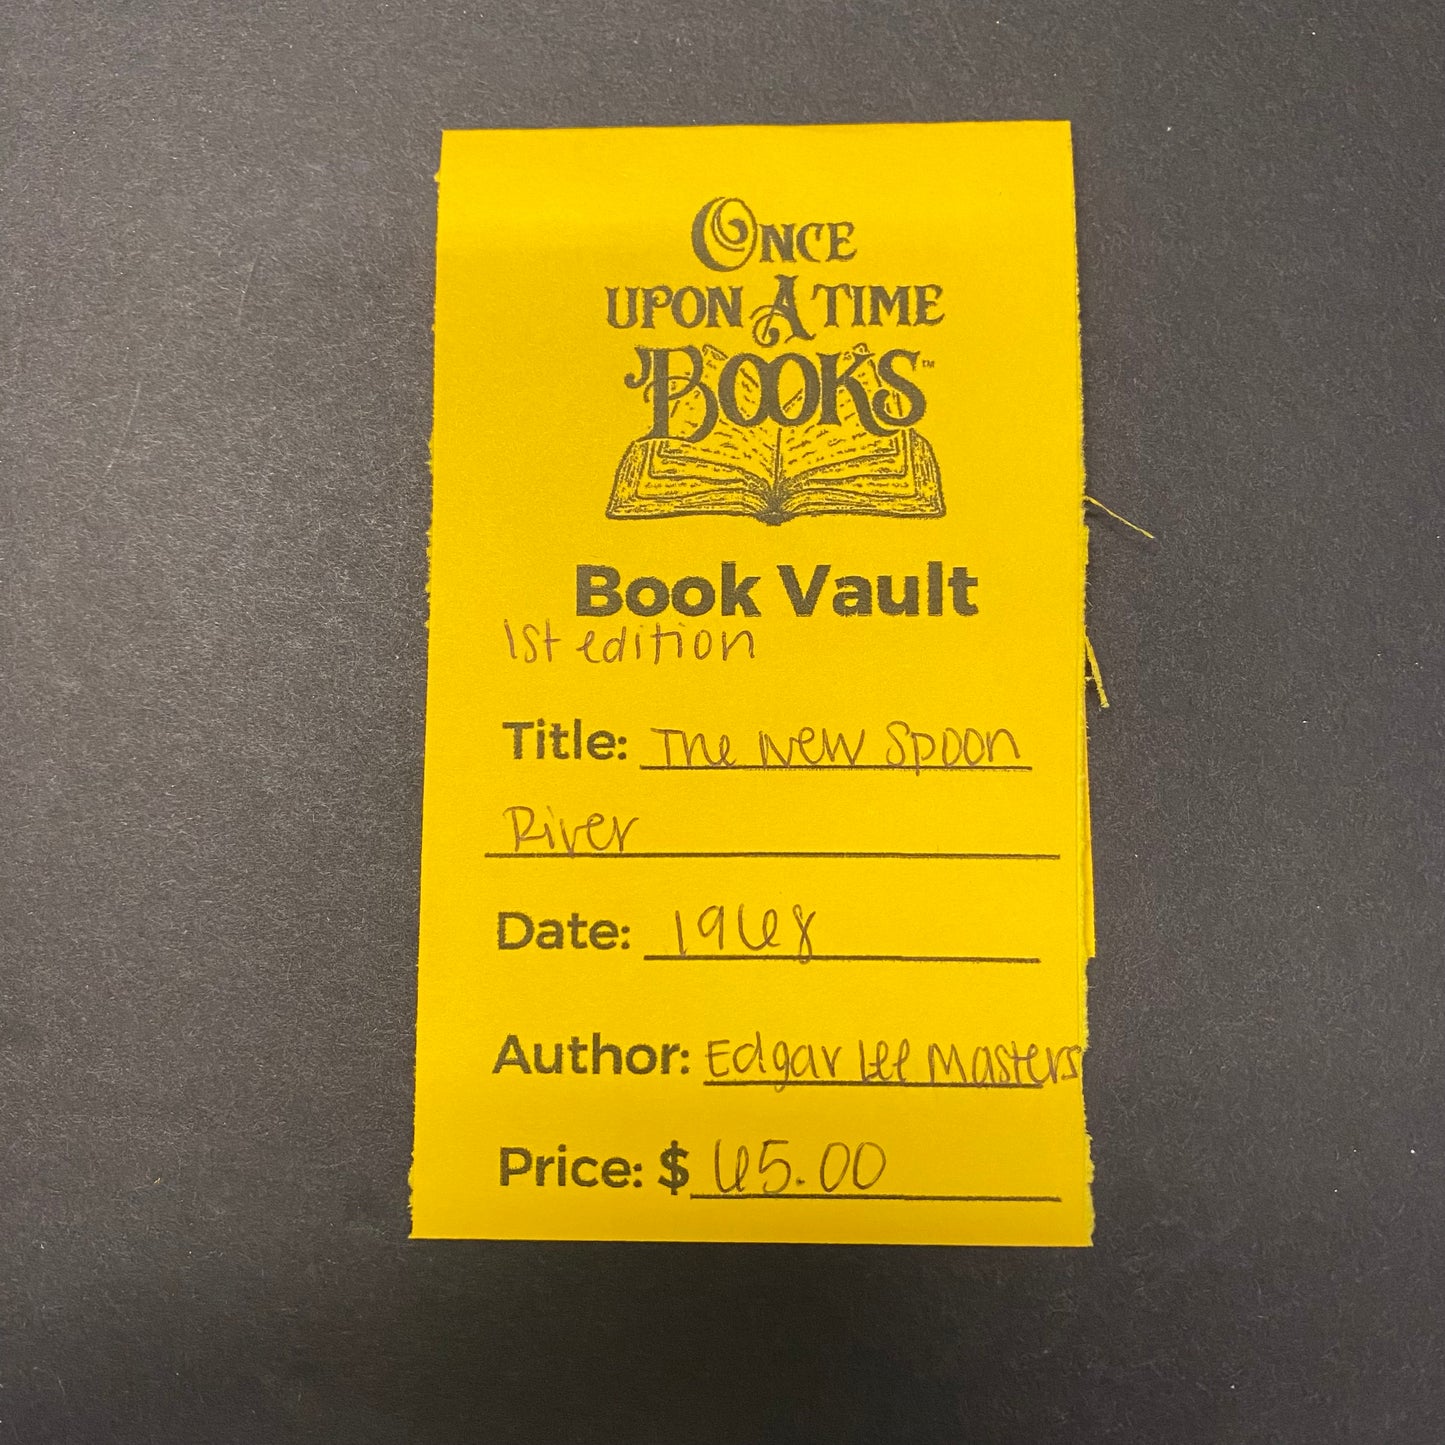 ONCE
UPON A TIME
BOOKS™
Book Vault
1st edition
Title: The New Spoon
River
Date: 1968
Author: Edgar Lee Masters
Price: $ 65.00